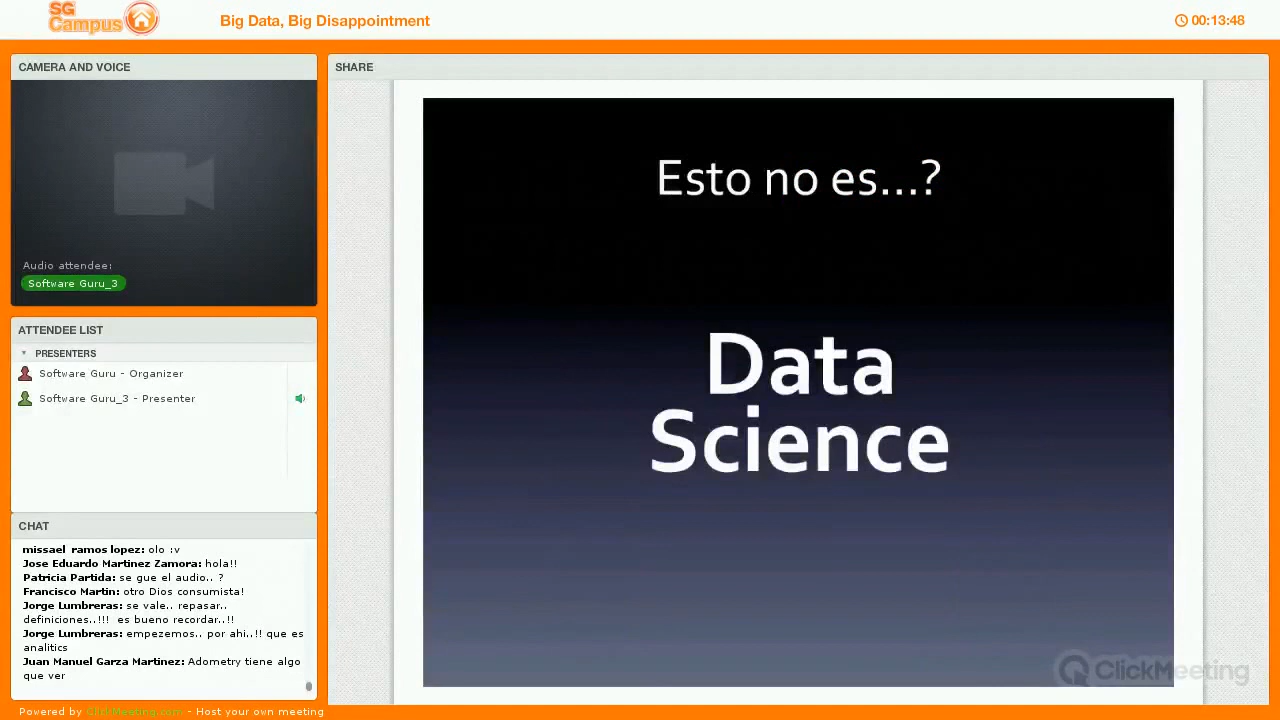 SG
Campus
Big Data, Big Disappointment
00:13:48
CAMERA AND VOICE
Audio attendee:
Software Guru_3
ATTENDEE LIST
PRESENTERS
Software Guru - Organizer
Software Guru_3 - Presenter
CHAT
missael ramos lopez: olo :v
Jose Eduardo Martinez Zamora: hola!!
Patricia Partida: se gue el audio.. ?
Francisco Martin: otro Dios consumista!
Jorge Lumbreras: se vale.. repasar..
definiciones..!!! es bueno recordar..!!
Jorge Lumbreras: empezemos.. por ahi..!! que es
analitics
Juan Manuel Garza Martinez: Adometry tiene algo
que ver
Powered by ClickMeeting.com - Host your own meeting
SHARE
Esto no es...?
Data
Science
ClickMeeting